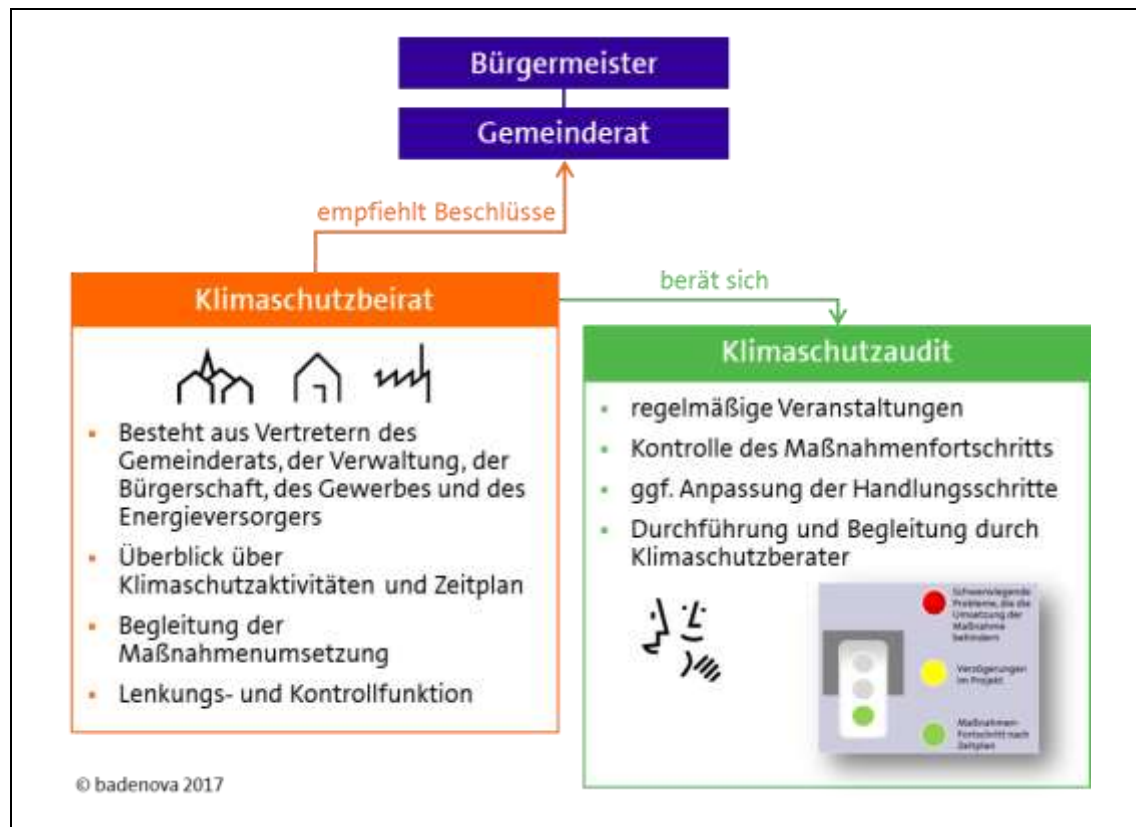 Bürgermeister
Gemeinderat
empfiehlt Beschlüsse
Klimaschutzbeirat
Besteht aus Vertretern des
Gemeinderats, der Verwaltung, der
Bürgerschaft, des Gewerbes und des
Energieversorgers
Überblick über
Klimaschutzaktivitäten und Zeitplan
Begleitung der
Maßnahmenumsetzung
Lenkungs- und Kontrollfunktion
berät sich
Klimaschutzaudit
regelmäßige Veranstaltungen
Kontrolle des Maßnahmenfortschritts
ggf. Anpassung der Handlungsschritte
Durchführung und Begleitung durch
Klimaschutzberater
Schwerwiegende
Probleme, die die
Umsetzung der
Maßnahme
behindern
Verzögerungen
im Projekt
Maßnahmen-
Fortschritt nach
Zeitplan
© badenova 2017